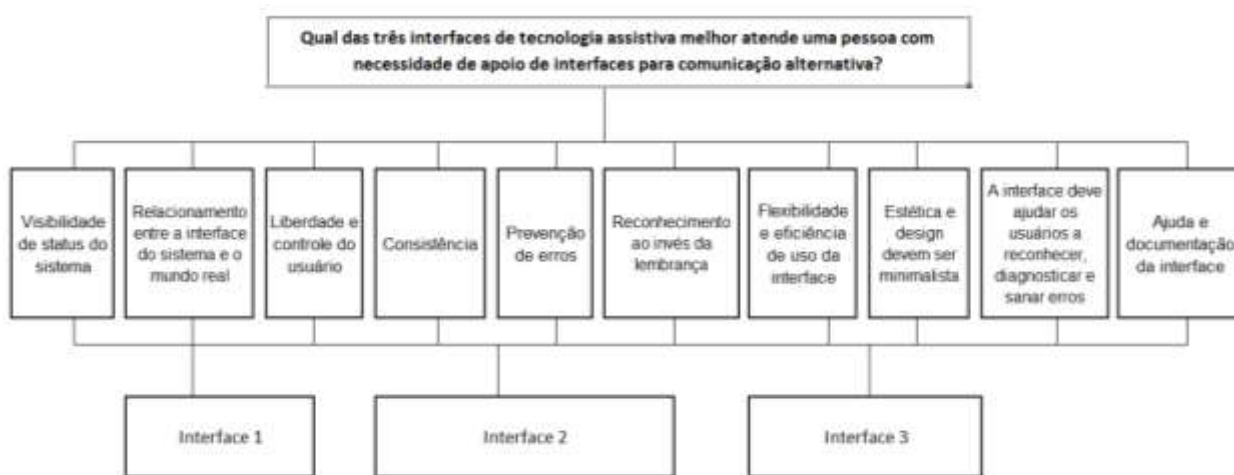 Qual das três interfaces de tecnologia assistiva melhor atende uma pessoa com
necessidade de apoio de interfaces para comunicação alternativa?
Visibilidade
de status do
sistema
Relacionamento
entre a interface
do sistema e o
mundo real
Liberdade e
controle do
usuário
Consistência
Prevenção
de erros
Reconhecimento
ao invés da
lembrança
Flexibilidade
e eficiência
de uso da
interface
Estética e
design
devem ser
minimalista
A interface deve
ajudar os
usuários a
reconhecer,
diagnosticar e
sanar erros
Ajuda e
documentação
da interface
Interface 1
Interface 2
Interface 3